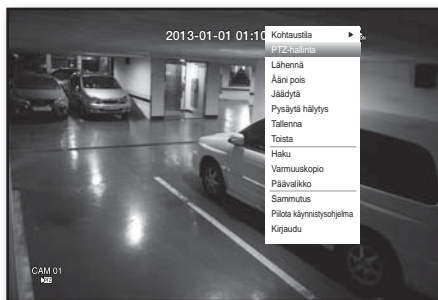 2013-01-01 01:10
Kohtaustila
PTZ-hallinta
Lähennä
Ääni pois
Jäädytä
Pysäytä hälytys
Tallenna
Toista
Haku
Varmuuskopio
Päävalikko
Sammutus
Piilota käynnistysohjelma
Kirjaudu
CAM 01